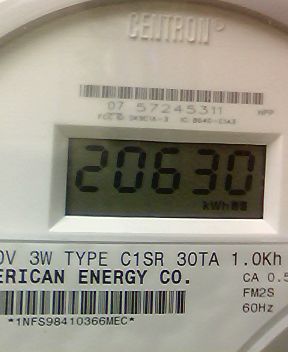 CENTRON®
07 57245311 HPP
20630
kWh
0V 3W TYPE C1SR 30TA 1.0Kh
ERICAN ENERGY CO. CA 0.5
FM2S
60Hz
*1NFS98410366MEC*